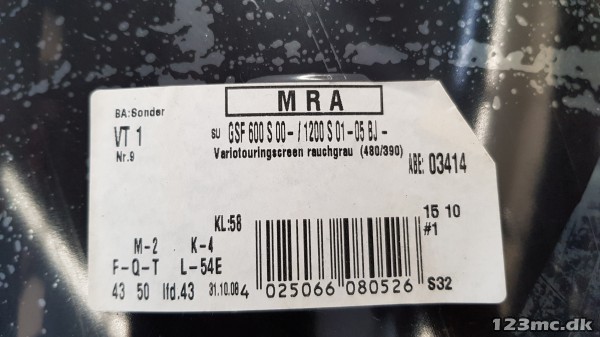 MRA
BA:Sonder
VT 1
Nr.9
SU GSF 600 S 00- / 1200 S 01-05 BJ -
Variotouringscreen rauchgrau (480/390)
ABE: 03414
KL:58
15 10
#1
M-2 K-4
F-Q-T L-54E
43 50 lfd.43 31.10.08
4 025066 080526
S32
123mc.dk